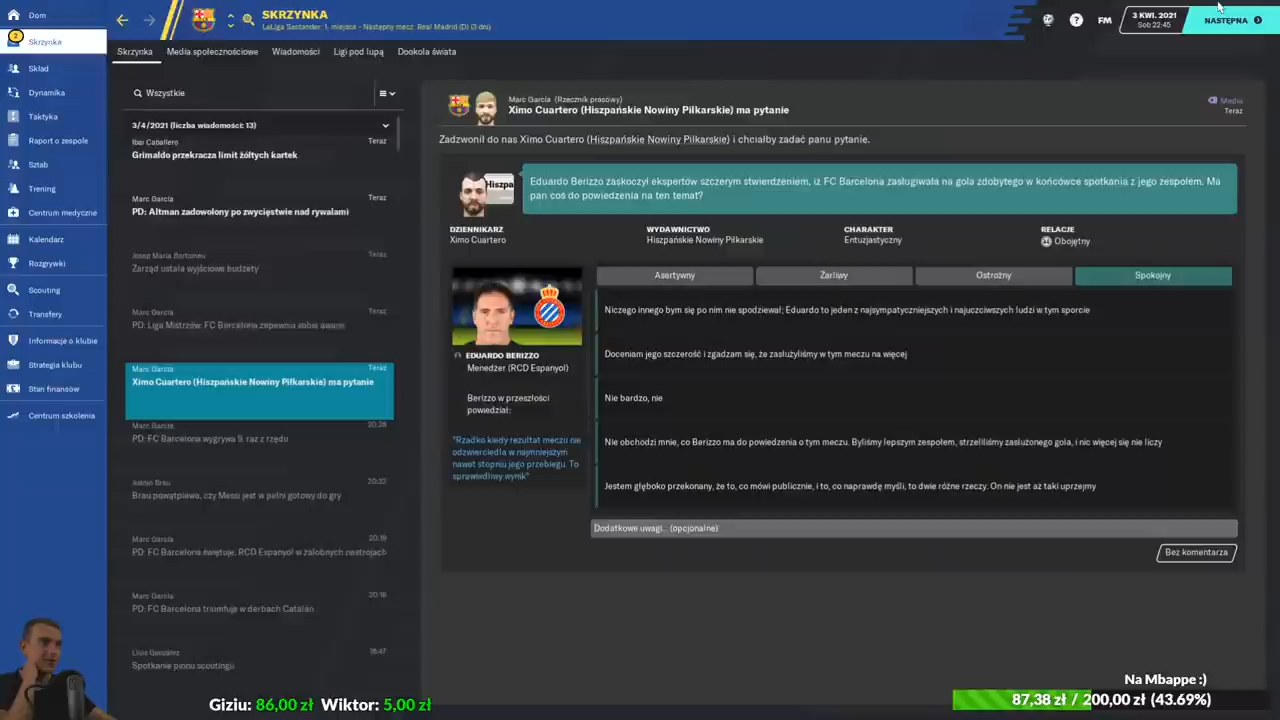 Dom
SKRZYNKA
LaLiga Santander: 1. miejsce - Następny mecz: Real Madrid (D) (3 dni)
FM
3 KWI. 2021
Sob 22:45
NASTĘPNA
2
Skrzynka
Skład
Dynamika
Taktyka
Raport o zespole
Sztab
Trening
Centrum medyczne
Kalendarz
Rozgrywki
Scouting
Transfery
Informacje o klubie
Strategia klubu
Stan finansów
Centrum szkolenia
Skrzynka
Media społecznościowe
Wiadomości
Ligi pod lupą
Dookoła świata
Wszystkie
3/4/2021 (liczba wiadomości: 13)
Ibai Caballero
Teraz
Grimaldo przekracza limit żółtych kartek
Marc García
Teraz
PD: Altman zadowolony po zwycięstwie nad rywalami
Josep Maria Bartomeu
Teraz
Zarząd ustala wyjściowe budżety
Marc García
Teraz
PD: Liga Mistrzów: FC Barcelona zapewnia sobie awans
Marc García
Teraz
Ximo Cuartero (Hiszpańskie Nowiny Piłkarskie) ma pytanie
Marc García
20:28
PD: FC Barcelona wygrywa 9. raz z rzędu
Juanjo Brau
20:22
Brau powątpiewa, czy Messi jest w pełni gotowy do gry
Marc García
20:19
PD: FC Barcelona świętuje, RCD Espanyol w żałobnych nastrojach
Marc García
20:18
PD: FC Barcelona triumfuje w derbach Catalán
Lluís González
18:47
Spotkanie pionu scoutingu
Marc García (Rzecznik prasowy)
Ximo Cuartero (Hiszpańskie Nowiny Piłkarskie) ma pytanie
Media
Teraz
Zadzwonił do nas Ximo Cuartero (Hiszpańskie Nowiny Piłkarskie) i chciałby zadać panu pytanie.
Hiszpa
Eduardo Berizzo zaskoczył ekspertów szczerym stwierdzeniem, iż FC Barcelona zasługiwała na gola zdobytego w końcówce spotkania z jego zespołem. Ma
pan coś do powiedzenia na ten temat?
DZIENNIKARZ
Ximo Cuartero
WYDAWNICTWO
Hiszpańskie Nowiny Piłkarskie
CHARAKTER
Entuzjastyczny
RELACJE
Obojętny
Asertywny
Żarliwy
Ostrożny
Spokojny
EDUARDO BERIZZO
Menedżer (RCD Espanyol)
Berizzo w przeszłości
powiedział:
"Rzadko kiedy rezultat meczu nie
odzwierciedla w najmniejszym
nawet stopniu jego przebiegu. To
sprawiedliwy wynik"
Niczego innego bym się po nim nie spodziewał; Eduardo to jeden z najsympatyczniejszych i najuczciwszych ludzi w tym sporcie
Doceniam jego szczerość i zgadzam się, że zasłużyliśmy w tym meczu na więcej
Nie bardzo, nie
Nie obchodzi mnie, co Berizzo ma do powiedzenia o tym meczu. Byliśmy lepszym zespołem, strzeliliśmy zasłużonego gola, i nic więcej się nie liczy
Jestem głęboko przekonany, że to, co mówi publicznie, i to, co naprawdę myśli, to dwie różne rzeczy. On nie jest aż taki uprzejmy
Dodatkowe uwagi... (opcjonalne)
Bez komentarza
Na Mbappe :)
Giziu: 86,00 zł Wiktor: 5,00 zł
87,38 zł / 200,00 zł (43.69%)